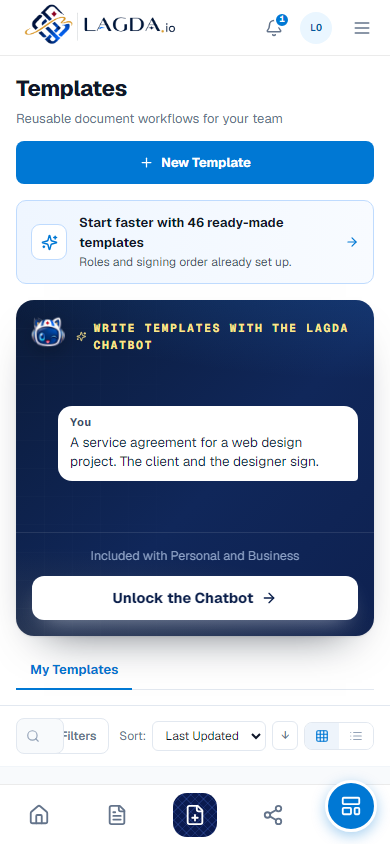 LAGDA.io
1
L0
Templates
Reusable document workflows for your team
New Template
Start faster with 46 ready-made
templates
Roles and signing order already set up.
WRITE TEMPLATES WITH THE LAGDA
CHATBOT
You
A service agreement for a web design
project. The client and the designer sign.
Included with Personal and Business
Unlock the Chatbot
My Templates
Filters
Sort:
Last Updated